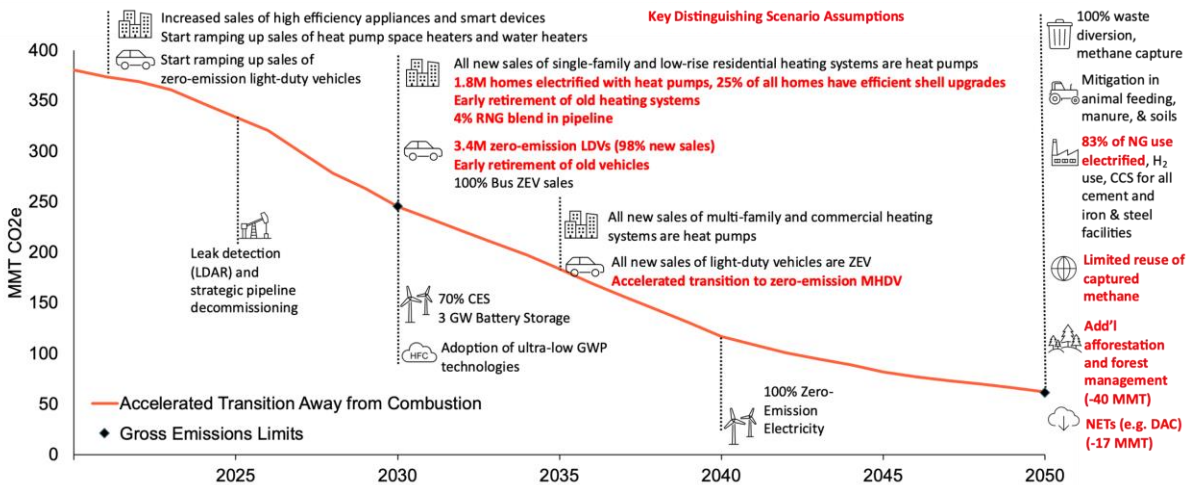 Key Distinguishing Scenario Assumptions
MMT CO2e
400
350
300
250
200
150
100
50
0
2025
2030
2035
2040
2045
2050
Increased sales of high efficiency appliances and smart devices
Start ramping up sales of heat pump space heaters and water heaters
Start ramping up sales of
zero-emission light-duty vehicles
Leak detection
(LDAR) and
strategic pipeline
decommissioning
All new sales of single-family and low-rise residential heating systems are heat pumps
1.8M homes electrified with heat pumps, 25% of all homes have efficient shell upgrades
Early retirement of old heating systems
4% RNG blend in pipeline
3.4M zero-emission LDVs (98% new sales)
Early retirement of old vehicles
100% Bus ZEV sales
70% CES
3 GW Battery Storage
HFC
Adoption of ultra-low GWP
technologies
All new sales of multi-family and commercial heating
systems are heat pumps
All new sales of light-duty vehicles are ZEV
Accelerated transition to zero-emission MHDV
100% Zero-
Emission
Electricity
100% waste
diversion,
methane capture
Mitigation in
animal feeding,
manure, & soils
83% of NG use
electrified, H₂
use, CCS for all
cement and
iron & steel
facilities
Limited reuse of
captured
methane
Add'l
afforestation
and forest
management
(-40 MMT)
NETs (e.g. DAC)
(-17 MMT)
Accelerated Transition Away from Combustion
Gross Emissions Limits